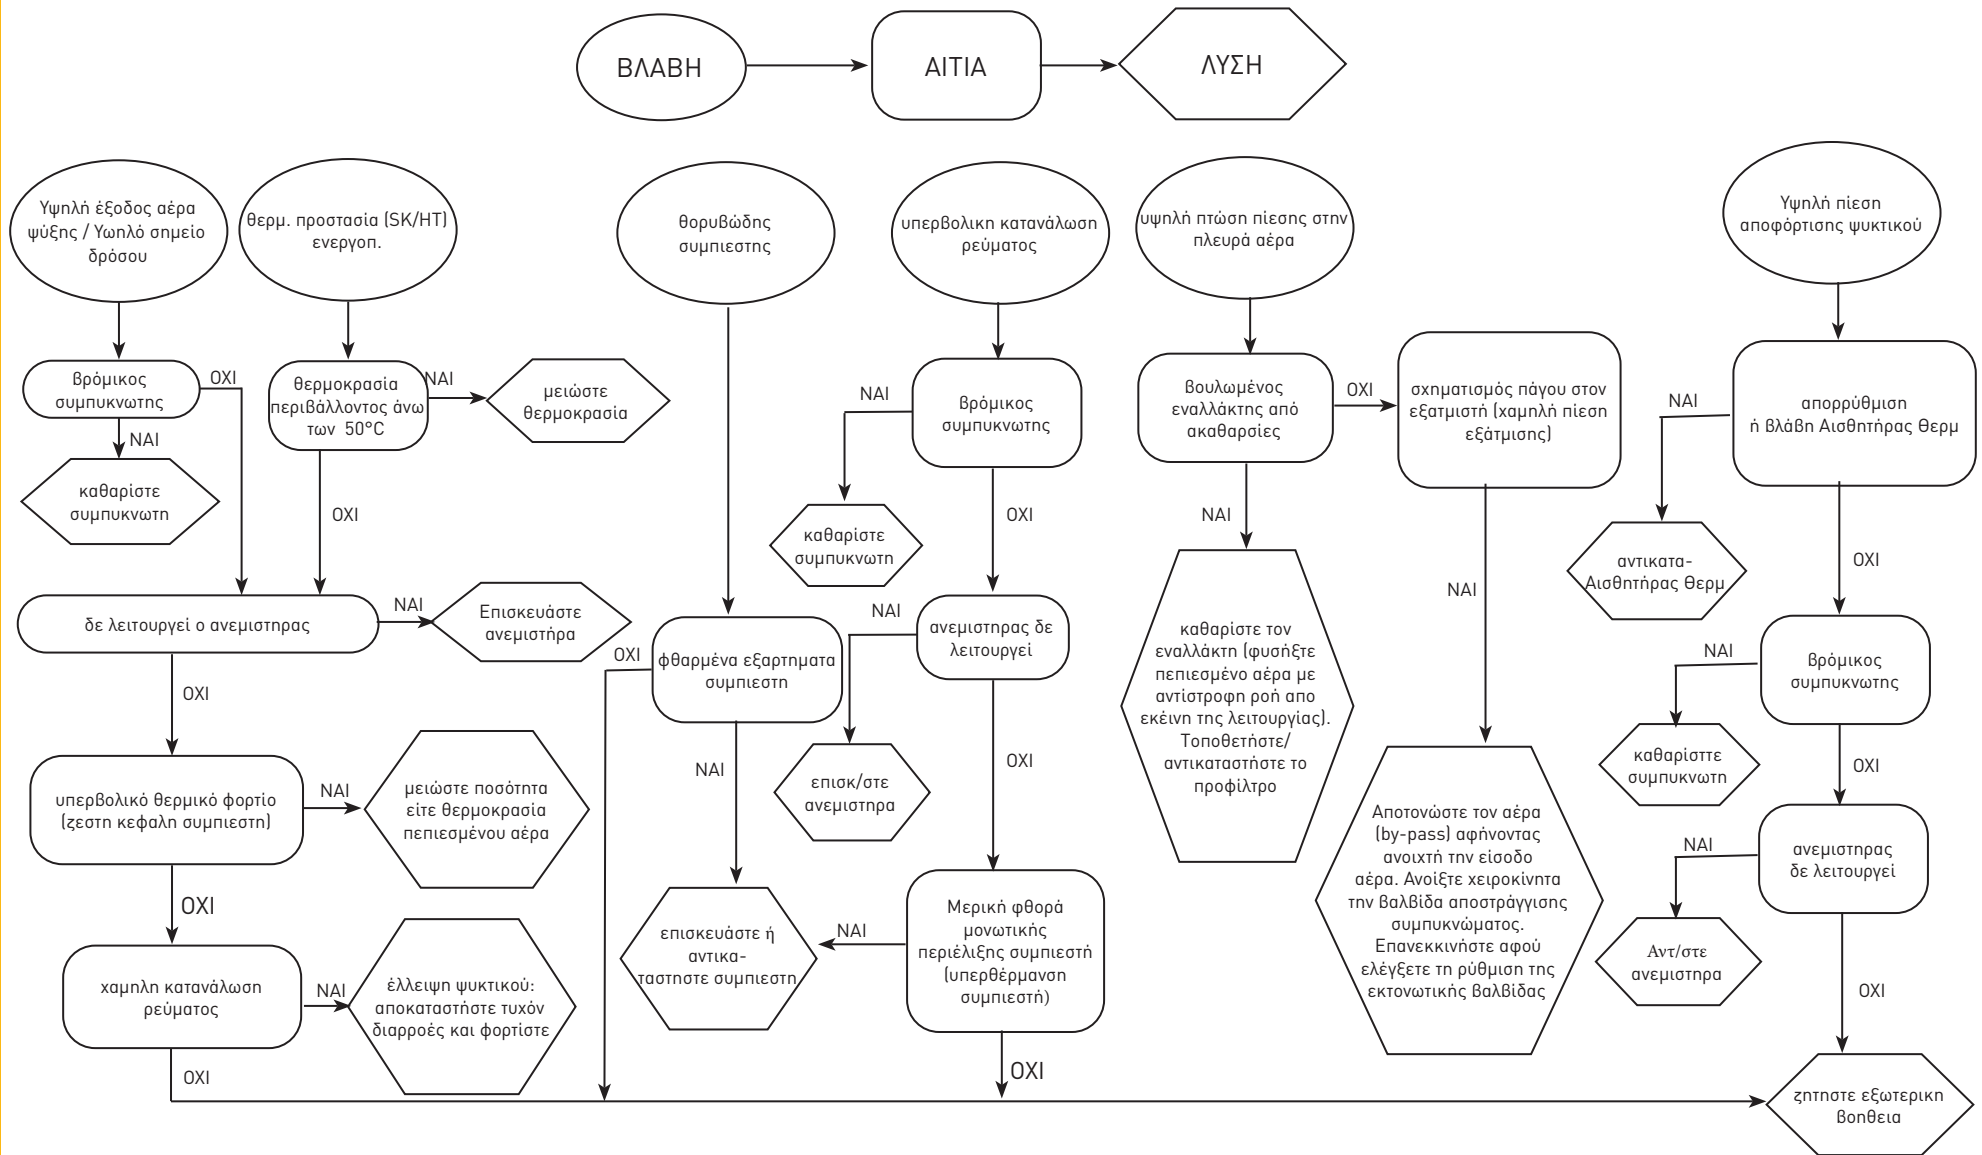 ΒΛΑΒΗ
ΑΙΤΙΑ
ΛΥΣΗ
Υψηλή έξοδος αέρα
ψύξης / Υωηλό σημείο
δρόσου
θερμ. προστασία (SK/HT)
ενεργοπ.
θορυβώδης
συμπιεστης
υπερβολικη κατανάλωση
ρεύματος
υψηλή πτώση πίεσης στην
πλευρά αέρα
Υψηλή πίεση
αποφόρτισης ψυκτικού
βρόμικος
συμπυκνωτης
ΟΧΙ
ΝΑΙ
καθαρίστε
συμπυκνωτη
θερμοκρασία
περιβάλλοντος άνω
των 50°C
ΝΑΙ
μειώστε
θερμοκρασία
ΟΧΙ
δε λειτουργεί ο ανεμιστηρας
ΝΑΙ
Επισκευάστε
ανεμιστήρα
ΟΧΙ
υπερβολικό θερμικό φορτίο
(ζεστη κεφαλη συμπιεστη)
ΝΑΙ
μειώστε ποσότητα
είτε θερμοκρασία
πεπιεσμένου αέρα
ΟΧΙ
χαμηλη κατανάλωση
ρεύματος
ΝΑΙ
έλλειψη ψυκτικού:
αποκαταστήστε τυχόν
διαρροές και φορτίστε
ΟΧΙ
φθαρμένα εξαρτηματα
συμπιεστη
ΟΧΙ
ΝΑΙ
επισκευάστε ή
αντικα-
ταστηστε συμπιεστη
βρόμικος
συμπυκνωτης
ΝΑΙ
καθαρίστε
συμπυκνωτη
ΟΧΙ
ανεμιστηρας δε
λειτουργεί
ΝΑΙ
επισκ/στε
ανεμιστηρα
ΟΧΙ
Μερική φθορά
μονωτικής
περιέλιξης συμπιεστή
(υπερθέρμανση
συμπιεστή)
ΝΑΙ
ΟΧΙ
βουλωμένος
εναλλάκτης από
ακαθαρσίες
ΟΧΙ
ΝΑΙ
καθαρίστε τον
εναλλάκτη (φυσήξτε
πεπιεσμένο αέρα με
αντίστροφη ροή απο
εκέινη της λειτουργίας).
Τοποθετήστε/
αντικαταστήστε το
προφίλτρο
σχηματισμός πάγου στον
εξατμιστή (χαμηλή πίεση
εξάτμισης)
ΝΑΙ
Αποτονώστε τον αέρα
(by-pass) αφήνοντας
ανοιχτή την είσοδο
αέρα. Ανοίξτε χειροκίνητα
την βαλβίδα αποστράγγισης
συμπυκνώματος.
Επανεκκινήστε αφού
ελέγξετε τη ρύθμιση της
εκτονωτικής βαλβίδας
απορρύθμιση
ή βλάβη Αισθητήρας Θερμ
ΝΑΙ
αντικατα-
Αισθητήρας Θερμ
ΟΧΙ
βρόμικος
συμπυκνωτης
ΝΑΙ
καθαρίσττε
συμπυκνωτη
ΟΧΙ
ανεμιστηρας
δε λειτουργεί
ΝΑΙ
Αντ/στε
ανεμιστηρα
ΟΧΙ
ζητηστε εξωτερικη
βοηθεια